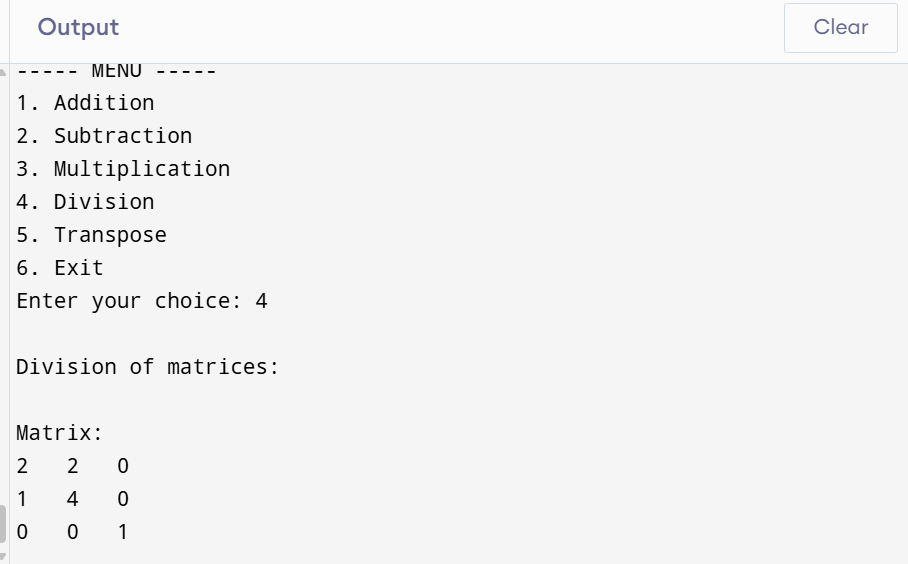 Output
Clear
----- MENU -----
1. Addition
2. Subtraction
3. Multiplication
4. Division
5. Transpose
6. Exit
Enter your choice: 4
Division of matrices:
Matrix:
2 2 0
1 4 0
0 0 1